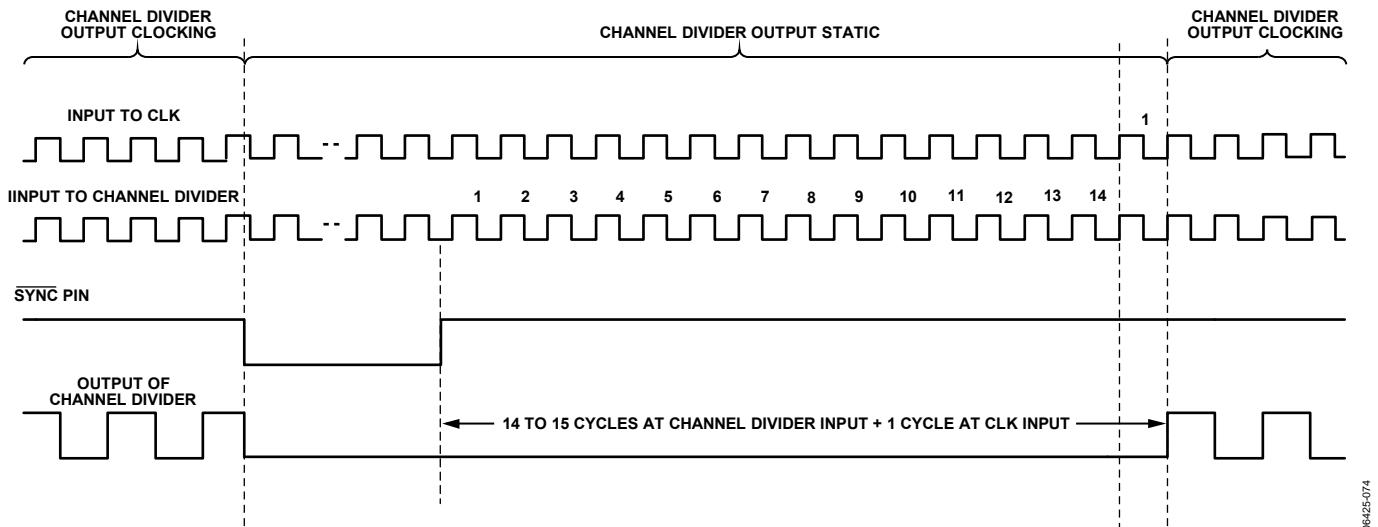 CHANNEL DIVIDER
OUTPUT CLOCKING
CHANNEL DIVIDER OUTPUT STATIC
CHANNEL DIVIDER
OUTPUT CLOCKING
INPUT TO CLK
1
IINPUT TO CHANNEL DIVIDER
1 2 3 4 5 6 7 8 9 10 11 12 13 14
SYNC PIN
OUTPUT OF
CHANNEL DIVIDER
14 TO 15 CYCLES AT CHANNEL DIVIDER INPUT + 1 CYCLE AT CLK INPUT